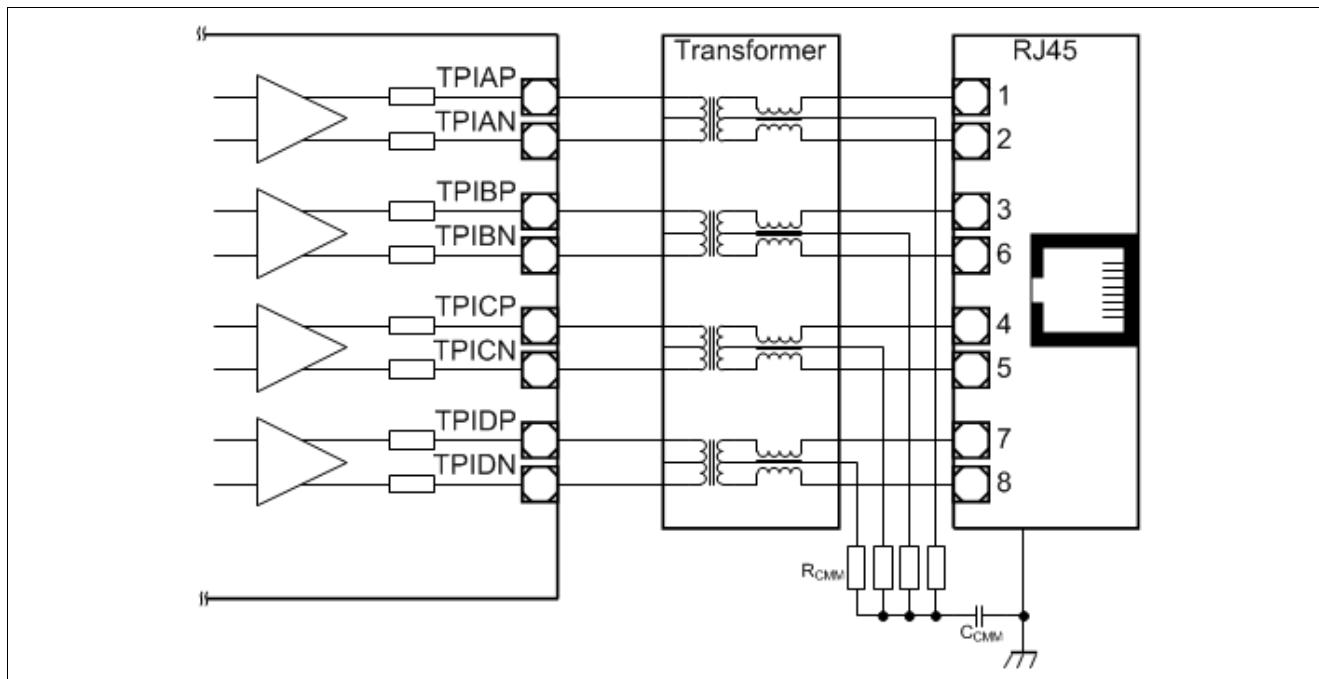 Transformer
RJ45
TPIAP
1
TPIAN
2
TPIBP
3
TPIBN
6
TPICP
4
TPICN
5
TPIDP
7
TPIDN
8
RCMM
CCMM